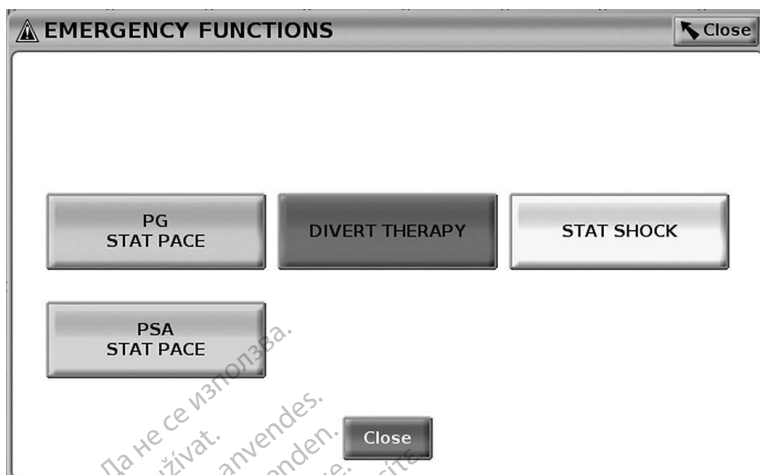 EMERGENCY FUNCTIONS
Close
PG
STAT PACE
DIVERT THERAPY
STAT SHOCK
PSA
STAT PACE
Close
Да не се използва.
anvendes.